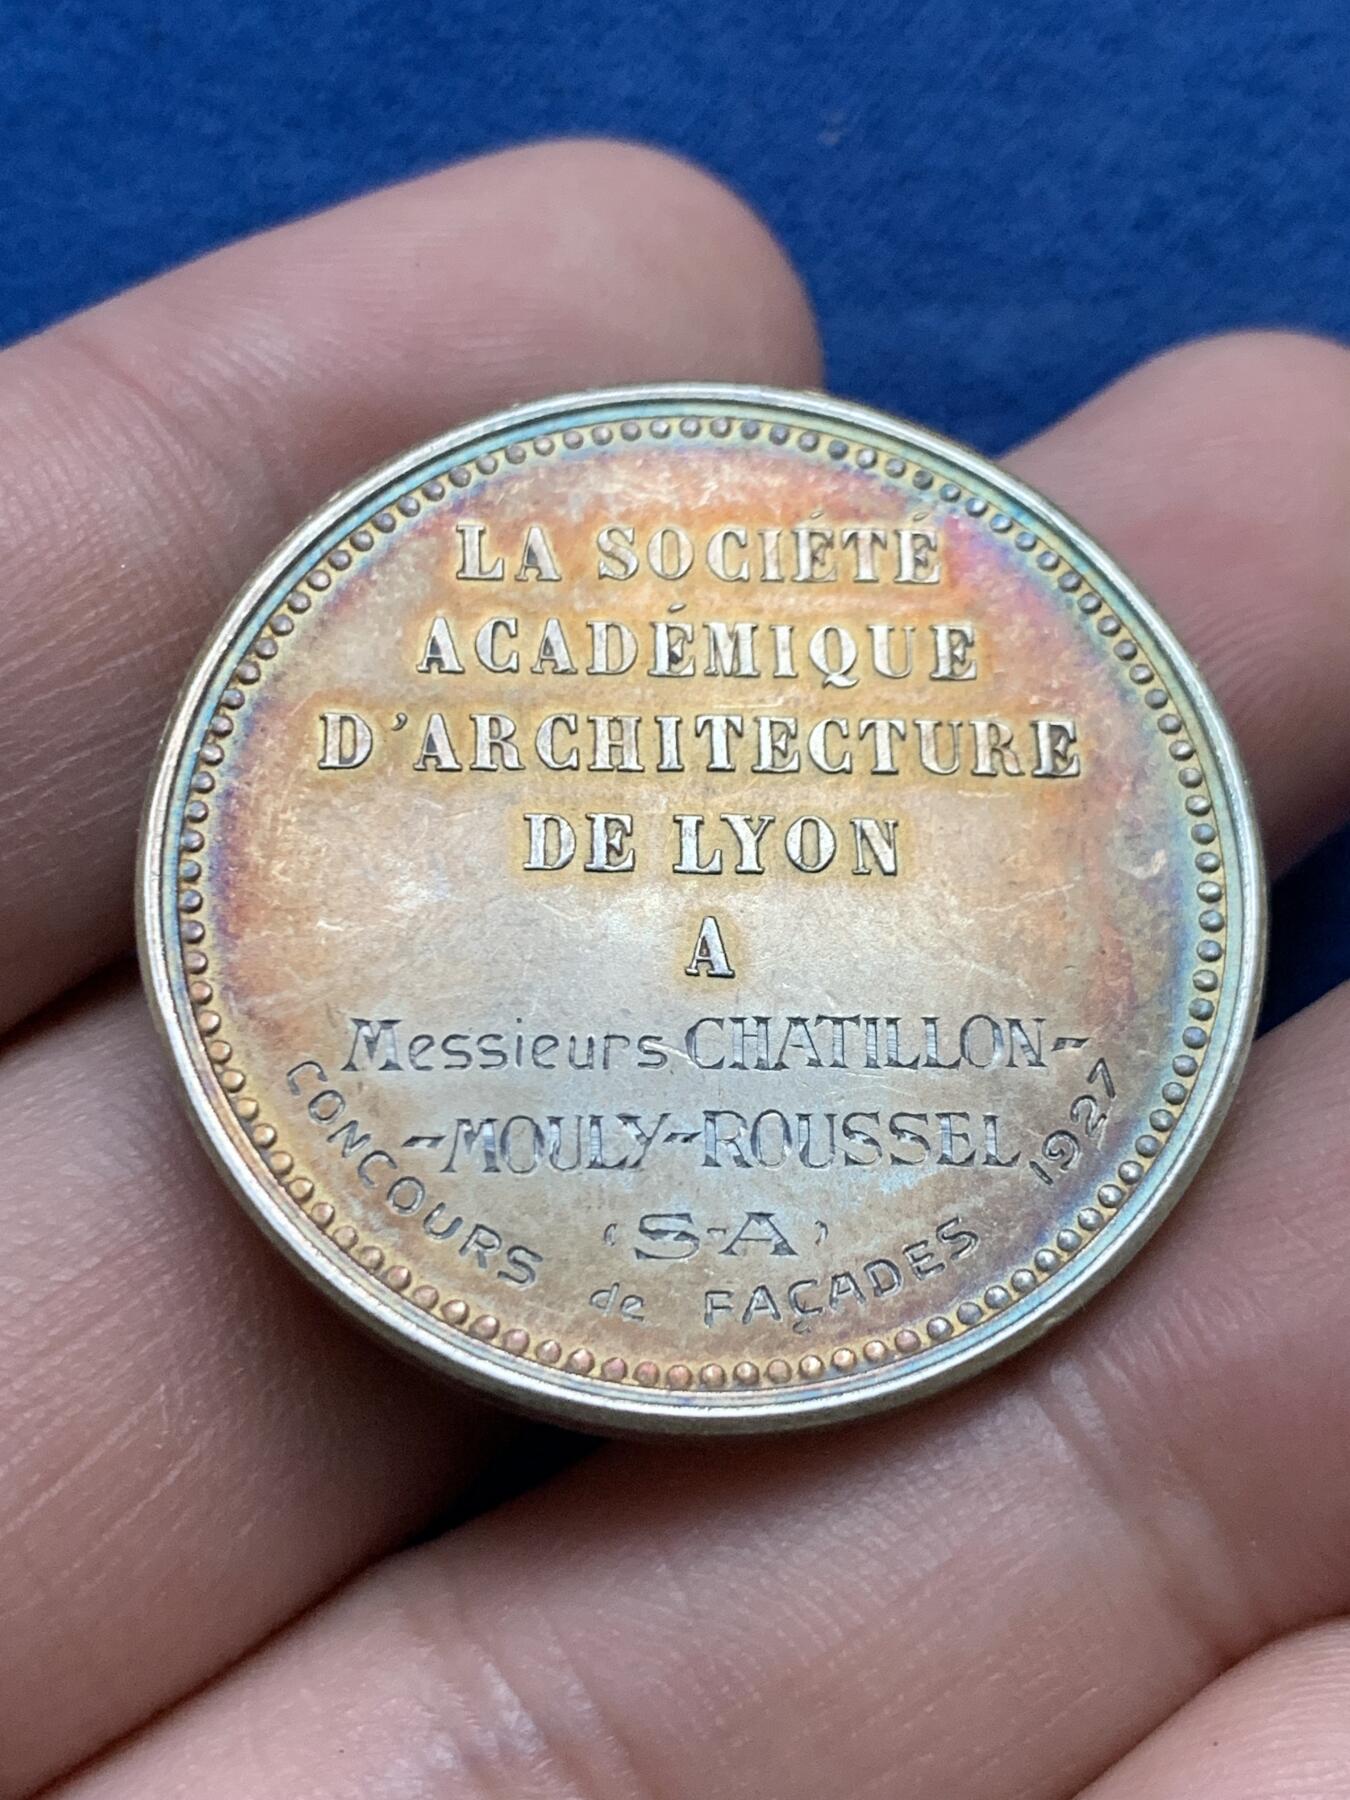 LA SOCIÉTÉ
ACADÉMIQUE
D'ARCHITECTURE
DE LYON
A
Messieurs CHATILLON-
-MOULY-ROUSSEL
(S-A)
CONCOURS de FAÇADES 1927